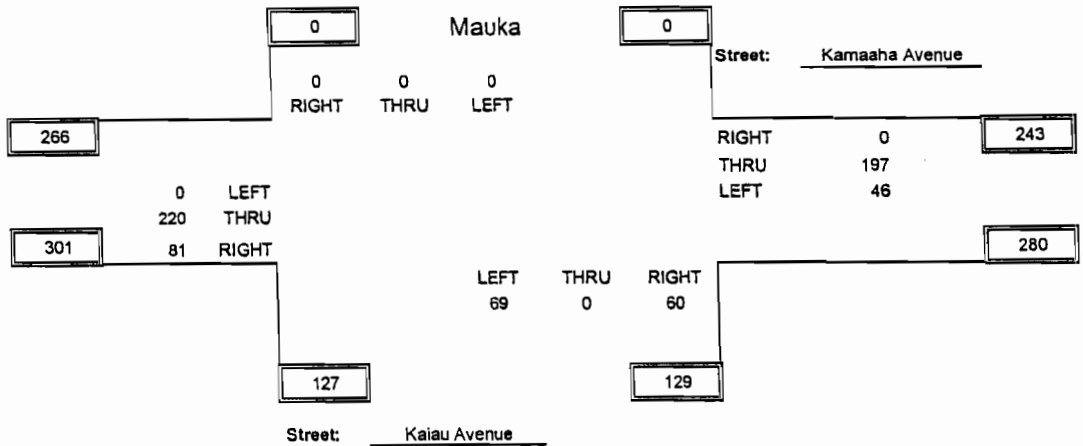 0 Mauka 0
Street: Kamaaha Avenue
0 0 0
RIGHT THRU LEFT
266 RIGHT 0 243
THRU 197
0 LEFT LEFT 46
220 THRU
301 81 RIGHT 280
LEFT THRU RIGHT
69 0 60
127 129
Street: Kaiau Avenue